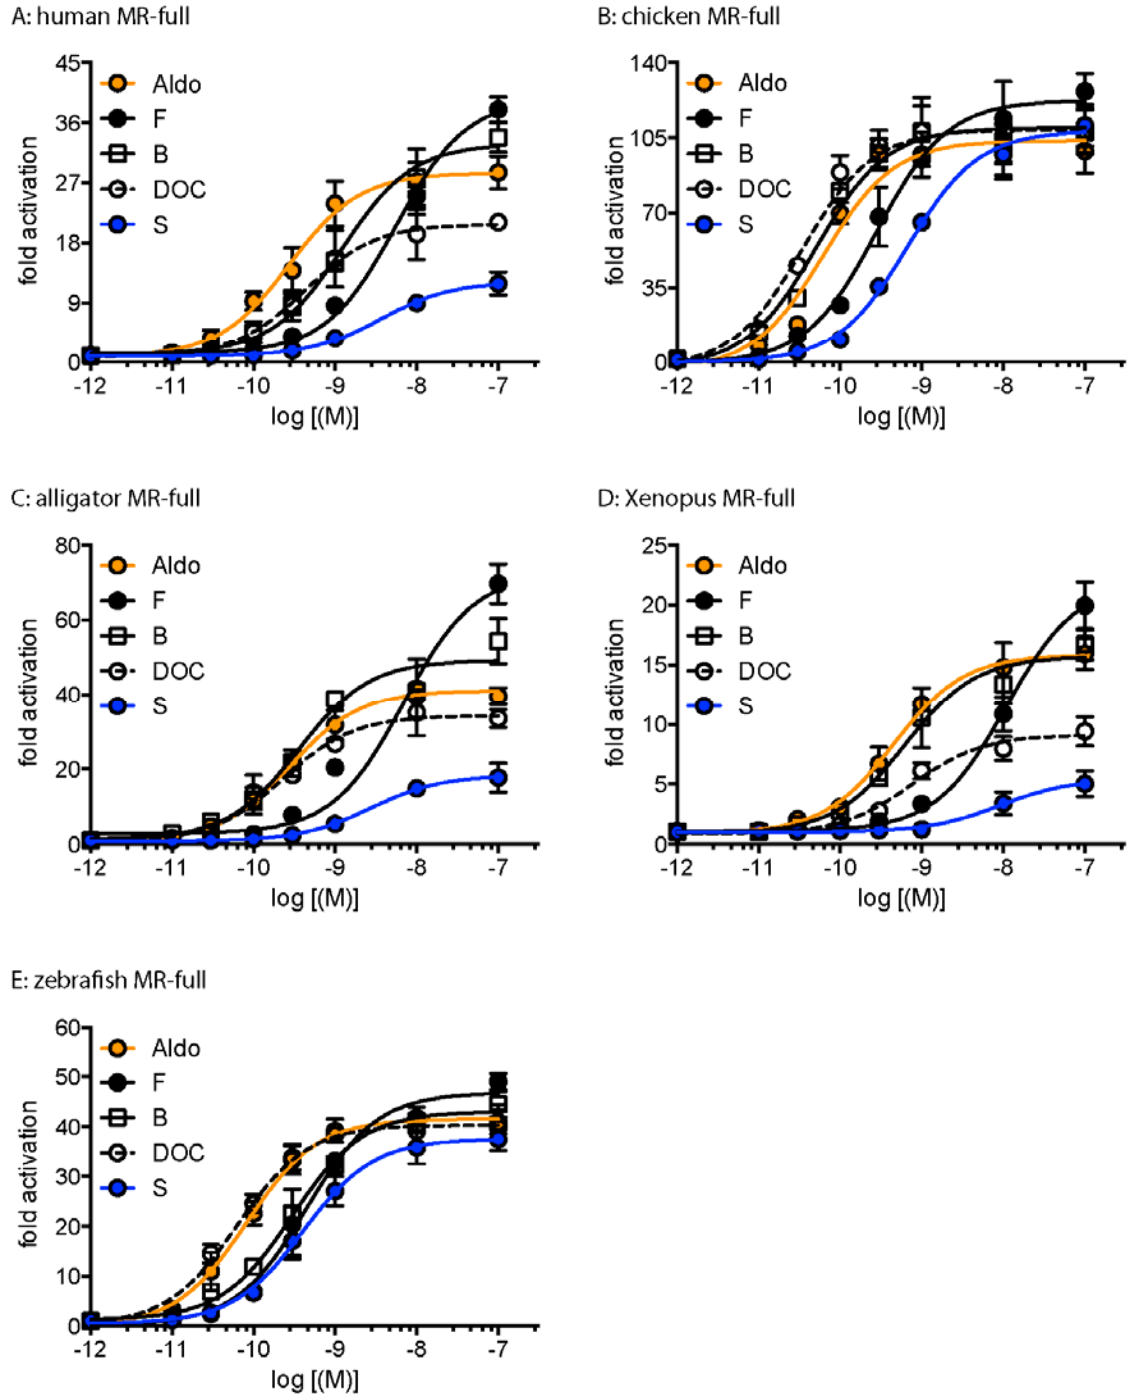 A: human MR-full
45
36
27
18
9
0
fold activation
Aldo
F
B
DOC
S
-12 -11 -10 -9 -8 -7
log [(M)]
B: chicken MR-full
140
105
70
35
0
fold activation
Aldo
F
B
DOC
S
-12 -11 -10 -9 -8 -7
log [(M)]
C: alligator MR-full
80
60
40
20
0
fold activation
Aldo
F
B
DOC
S
-12 -11 -10 -9 -8 -7
log [(M)]
D: Xenopus MR-full
25
20
15
10
5
0
fold activation
Aldo
F
B
DOC
S
-12 -11 -10 -9 -8 -7
log [(M)]
E: zebrafish MR-full
60
50
40
30
20
10
0
fold activation
Aldo
F
B
DOC
S
-12 -11 -10 -9 -8 -7
log [(M)]